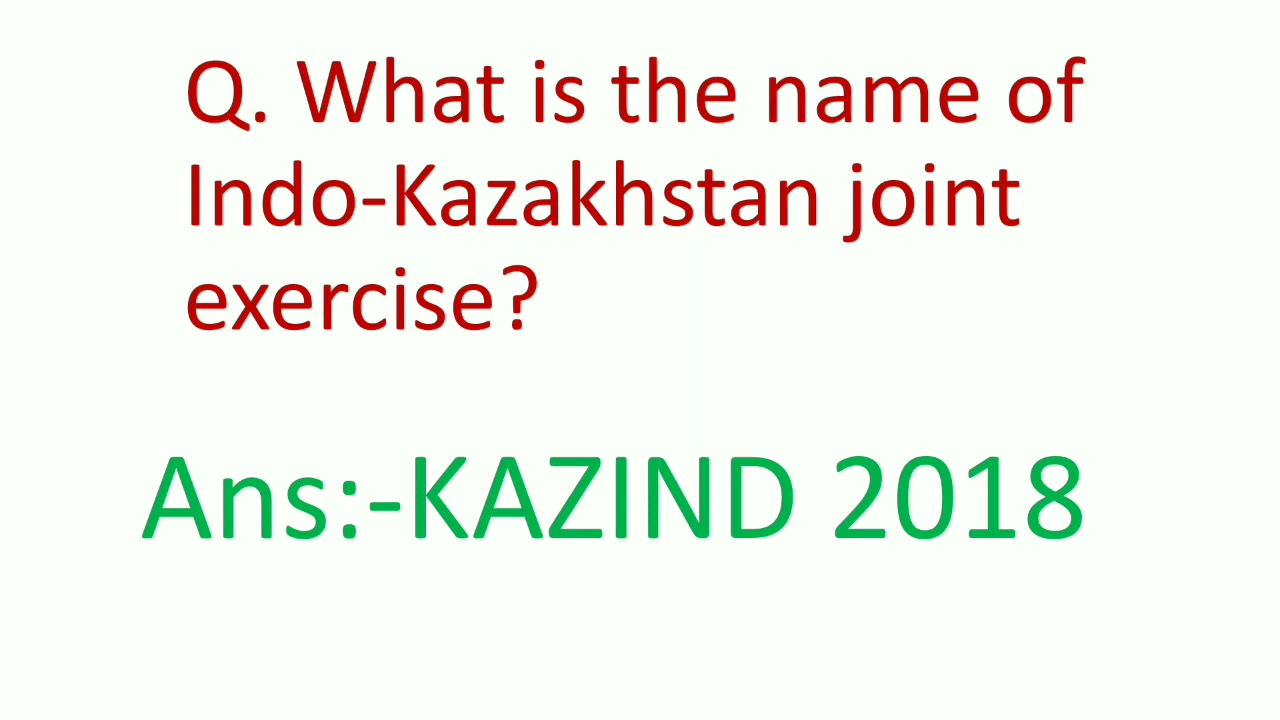 Q. What is the name of
Indo-Kazakhstan joint
exercise?
Ans:-KAZIND 2018